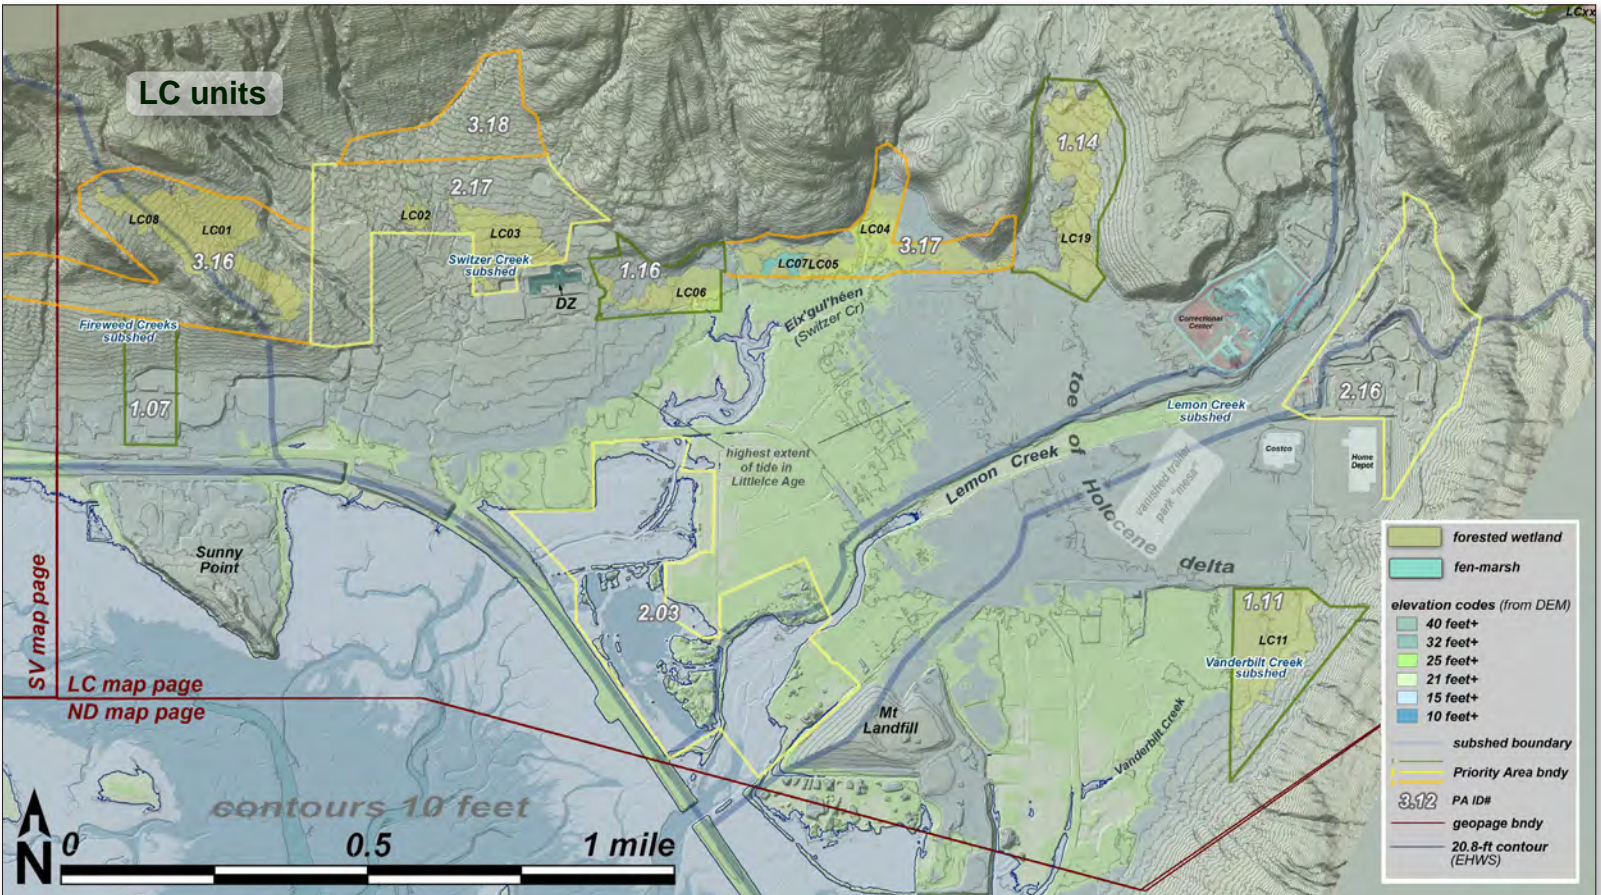 LCxx
LC units
3.18
1.14
2.17
LC08
LC01
LC02
LC03
LC04
3.16
3.17
LC19
Switzer Creek
subshed
1.16
LC07
LC05
DZ
LC06
Eix'gul'héen
(Switzer Cr)
Correctional
Center
Fireweed Creeks
subshed
1.07
toe of
Holocene
delta
2.16
Lemon Creek
subshed
Costco
Home
Depot
highest extent
of tide in
LittleIce Age
Lemon Creek
vanished trailer
park "mesa"
Sunny
Point
2.03
1.11
LC11
Vanderbilt Creek
subshed
SV map page
LC map page
ND map page
Mt
Landfill
Vanderbilt Creek
contours 10 feet
N
0
0.5
1 mile
forested wetland
fen-marsh
elevation codes (from DEM)
40 feet+
32 feet+
25 feet+
21 feet+
15 feet+
10 feet+
subshed boundary
Priority Area bndy
3.12 PA ID#
geopage bndy
20.8-ft contour
(EHWS)